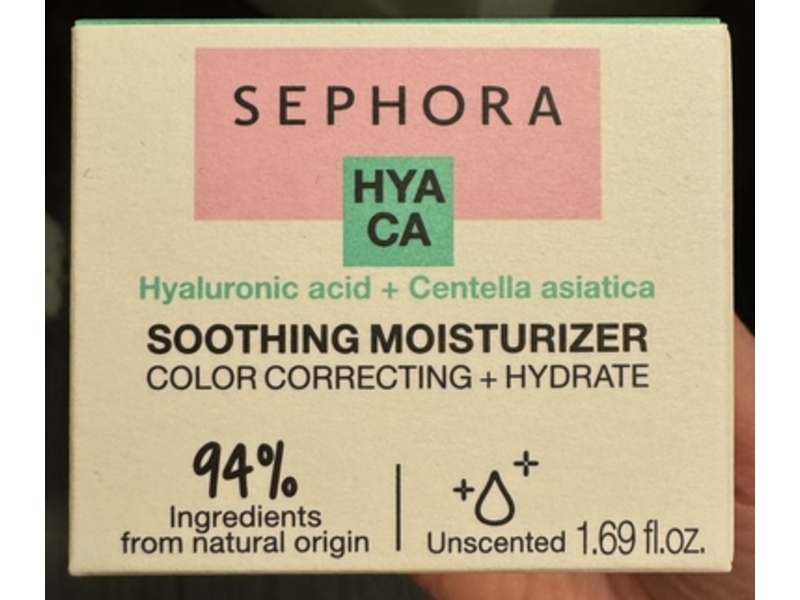 SEPHORA
HYA
CA
Hyaluronic acid + Centella asiatica
SOOTHING MOISTURIZER
COLOR CORRECTING + HYDRATE
94%
Ingredients
from natural origin
Unscented 1.69 fl.oz.